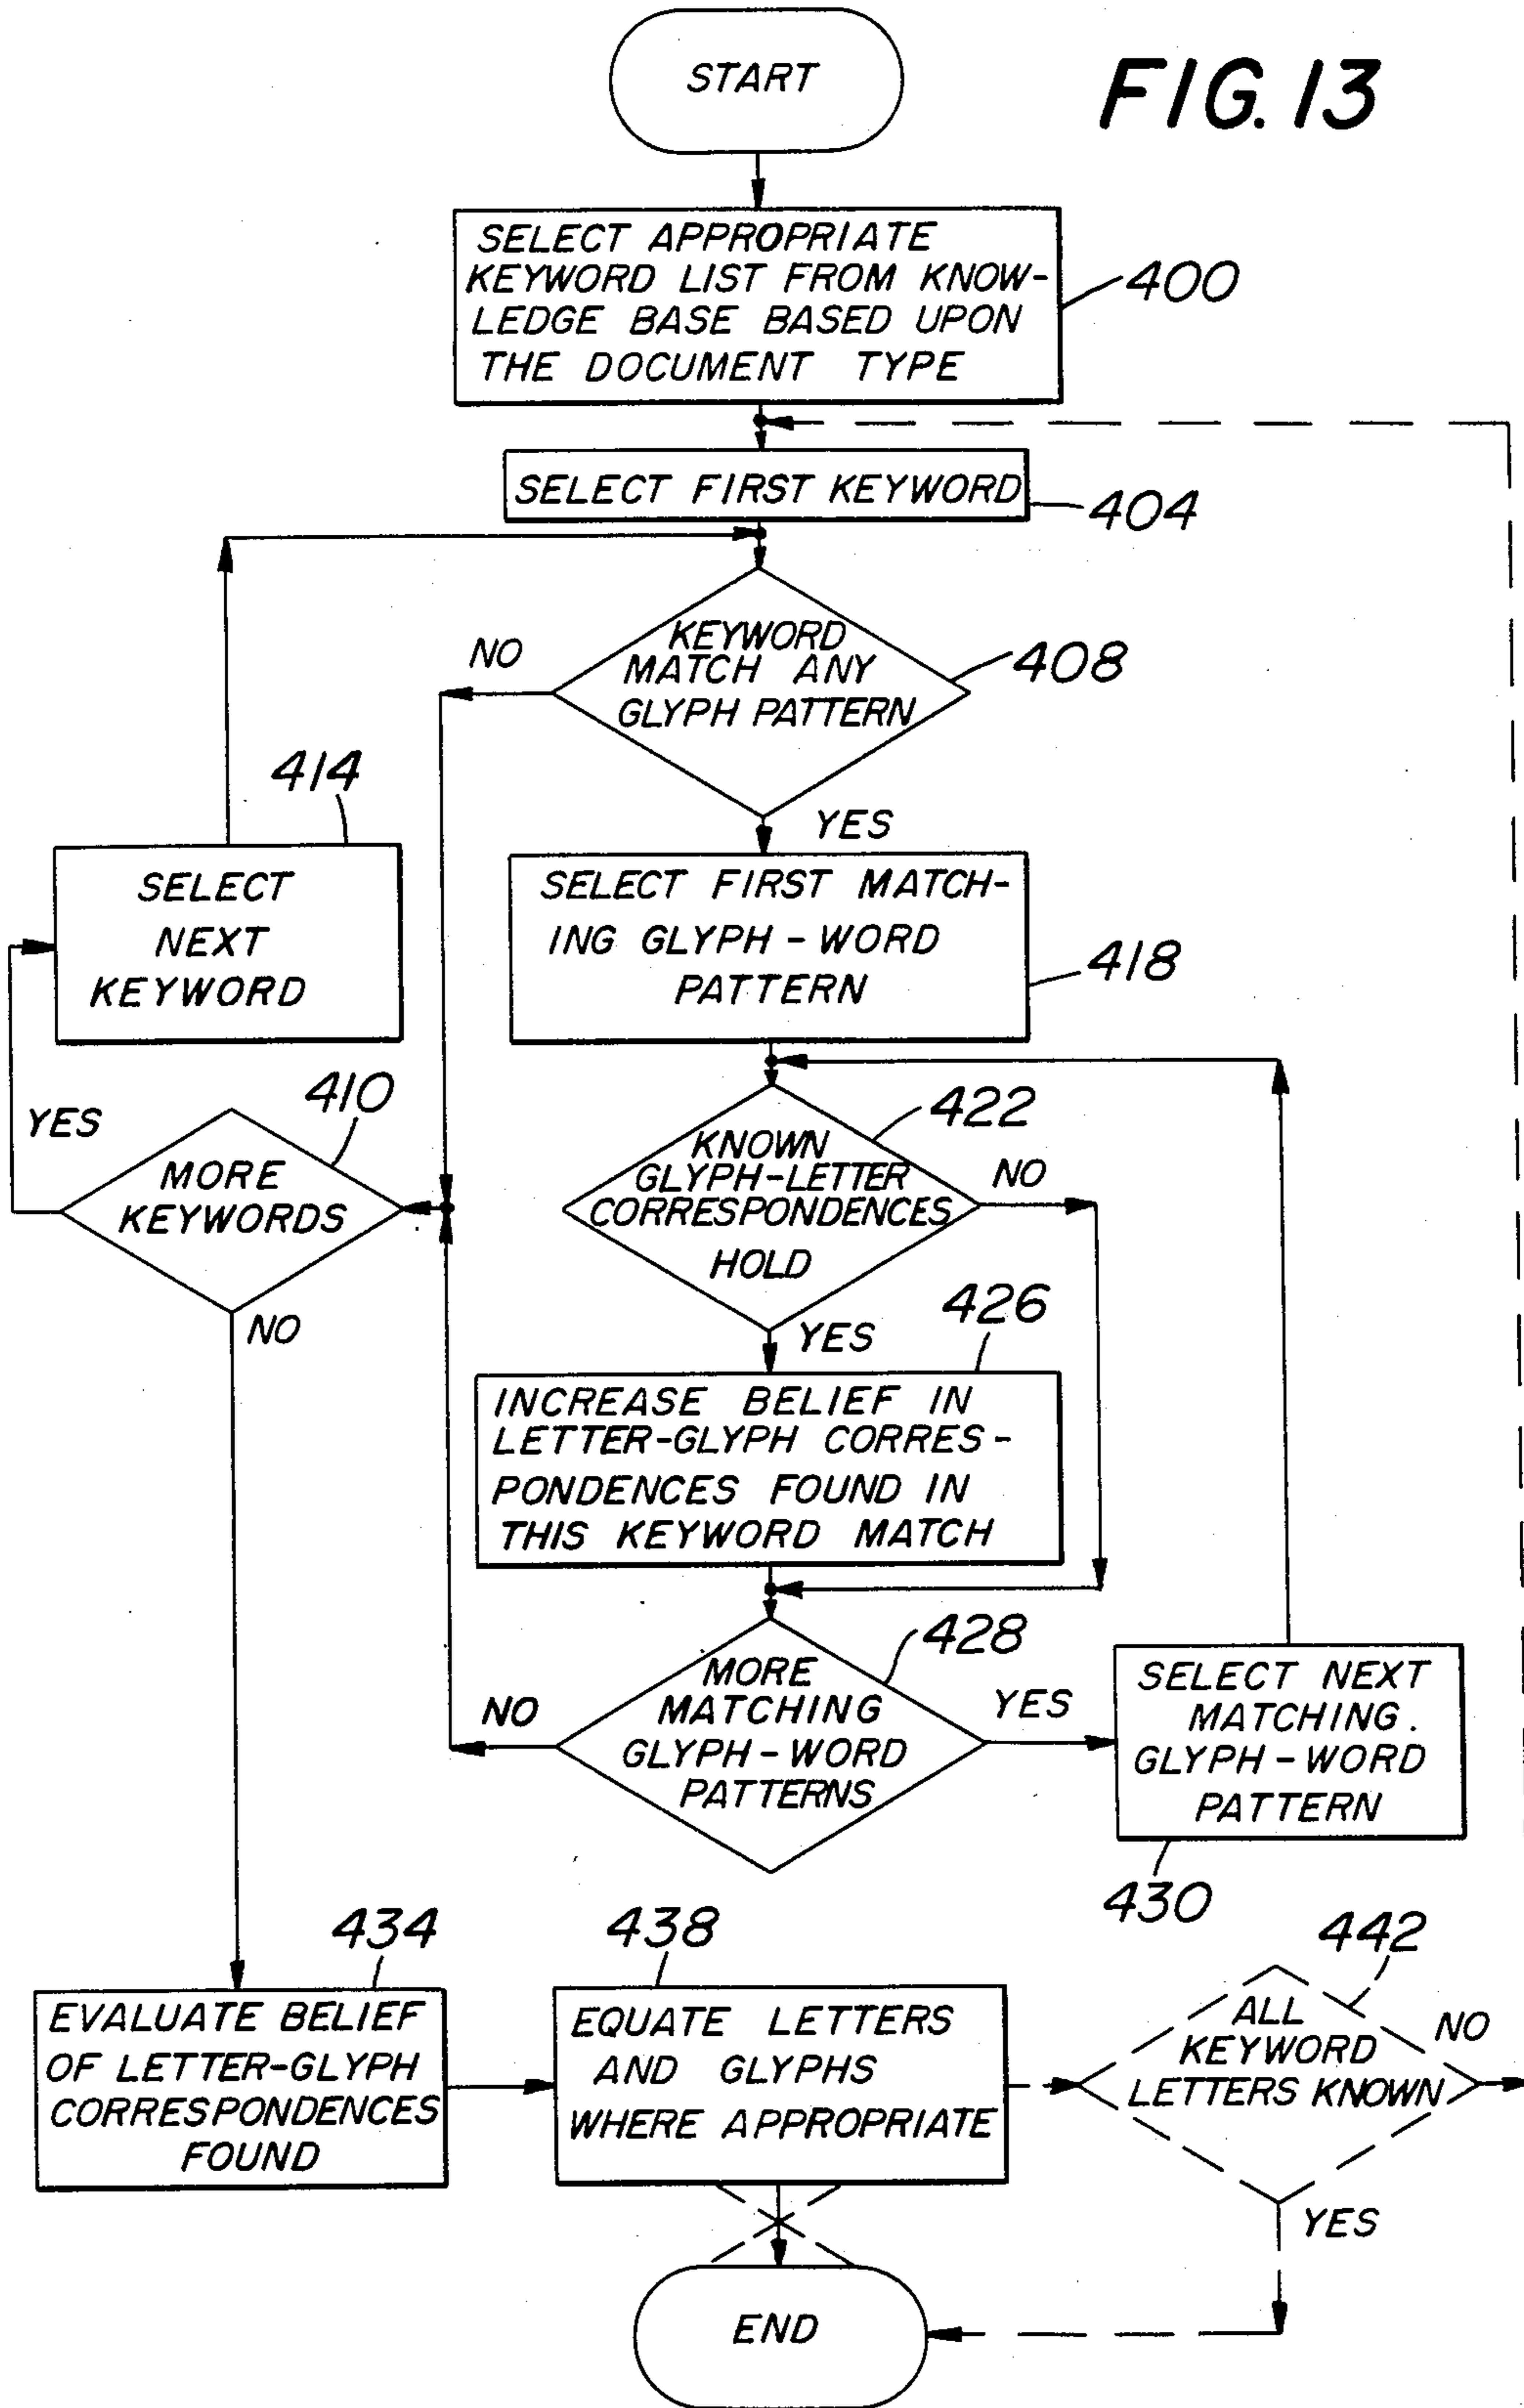 START
FIG. 13
SELECT APPROPRIATE
KEYWORD LIST FROM KNOW-
LEDGE BASE BASED UPON
THE DOCUMENT TYPE
400
SELECT FIRST KEYWORD
404
KEYWORD
MATCH ANY
GLYPH PATTERN
408
NO
YES
414
SELECT
NEXT
KEYWORD
SELECT FIRST MATCH-
ING GLYPH-WORD
PATTERN
418
410
YES
MORE
KEYWORDS
NO
422
KNOWN
GLYPH-LETTER
CORRESPONDENCES
HOLD
NO
YES
426
INCREASE BELIEF IN
LETTER-GLYPH CORRES-
PONDENCES FOUND IN
THIS KEYWORD MATCH
428
MORE
MATCHING
GLYPH-WORD
PATTERNS
NO
YES
SELECT NEXT
MATCHING.
GLYPH-WORD
PATTERN
430
434
EVALUATE BELIEF
OF LETTER-GLYPH
CORRESPONDENCES
FOUND
438
EQUATE LETTERS
AND GLYPHS
WHERE APPROPRIATE
442
ALL
KEYWORD
LETTERS KNOWN
NO
YES
END